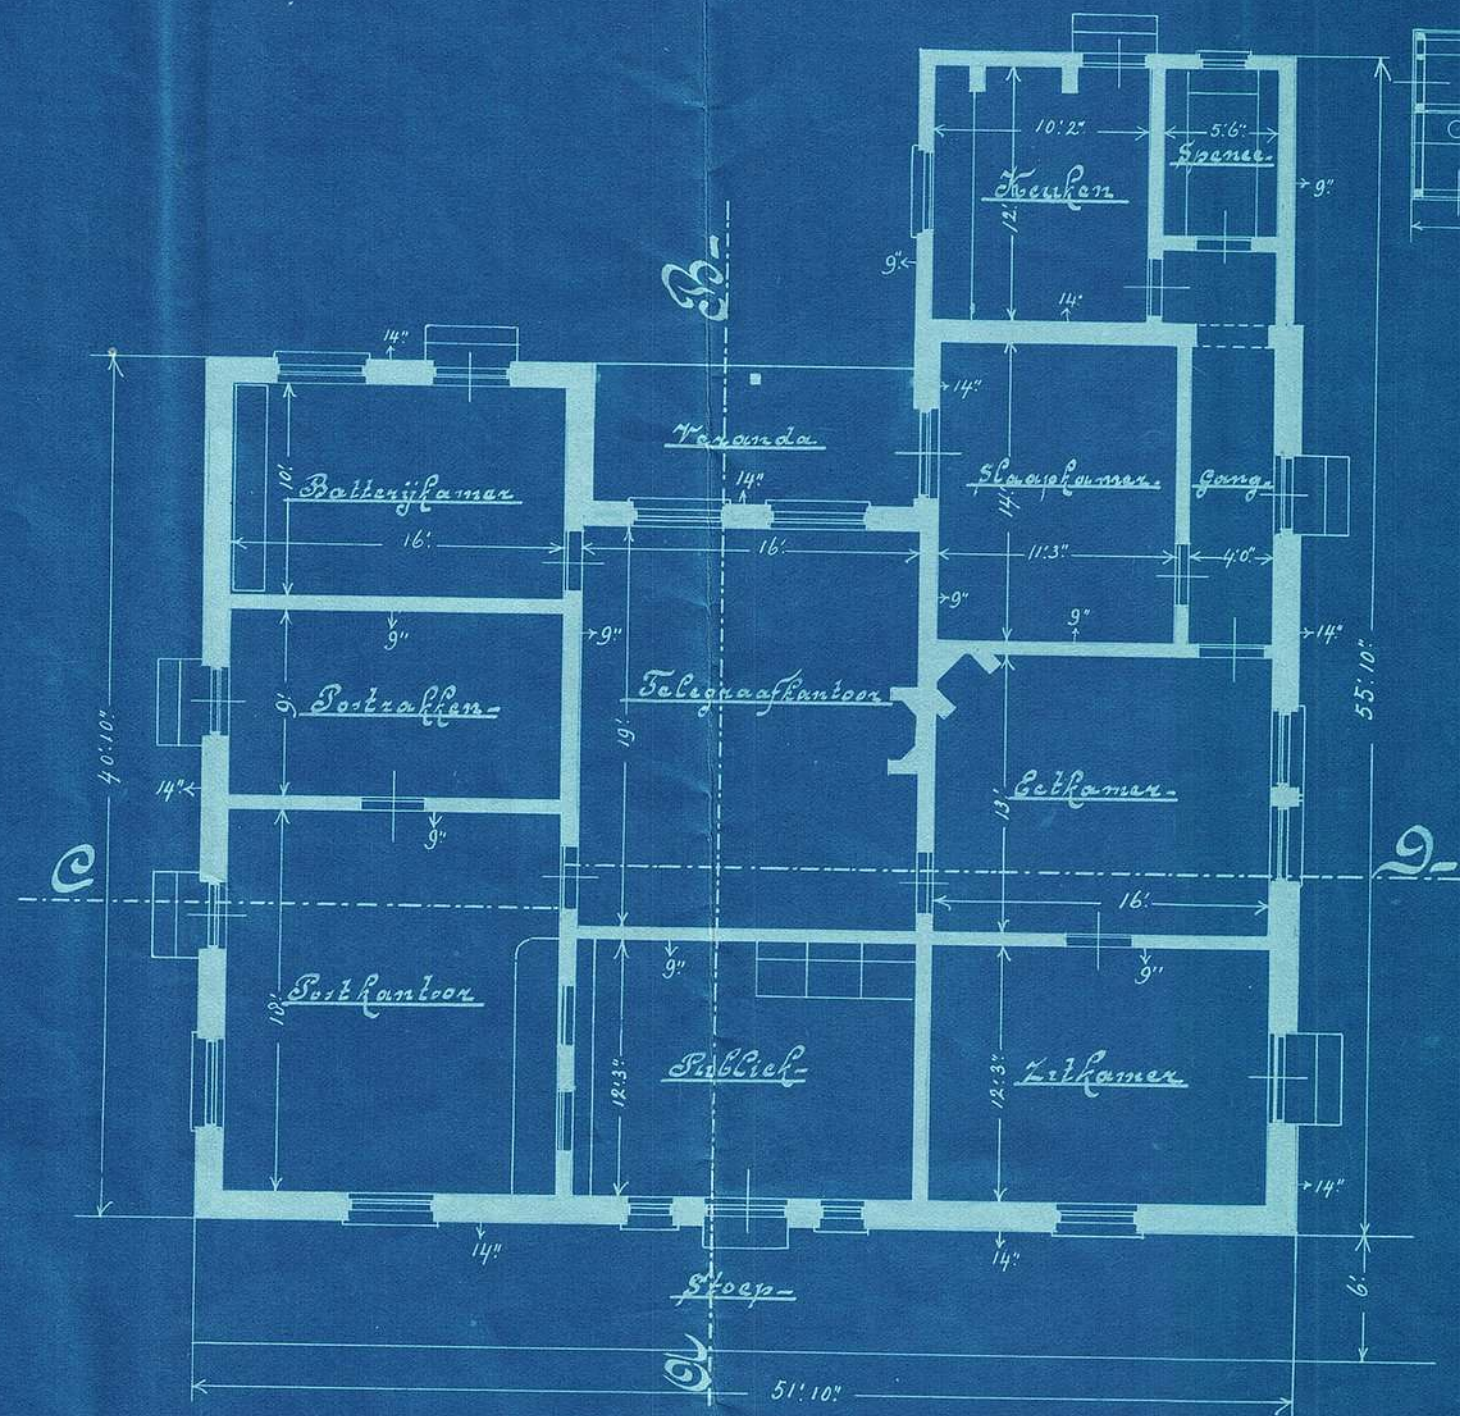 10'.2"
5'.6"
Spence-
Keuken
12'.
9".
9".
B-
14'.
14".
14".
Veranda
14".
Slaapkamer.
Gang.
14'.
10'.
Batterijkamer
16'.
16'.
11'.3"
4'.0"
9".
9".
9".
9".
14".
9'.
Postrakken-
Telegraafkantoor
19'.
55'.10"
40'.10"
14".
Eetkamer-
13'.
9".
C
D-
16'.
9".
9".
Postkantoor
18'.
Publiek-
12'.3"
Zitkamer
12'.3"
14".
14".
14".
Stoep-
6'.
A
51'.10"